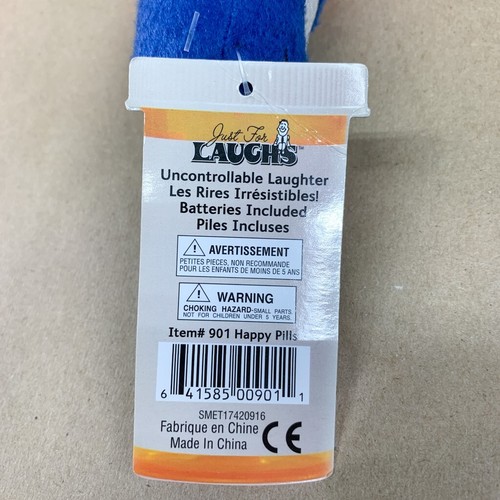 Just For
LAUGHS™
Uncontrollable Laughter
Les Rires Irrésistibles!
Batteries Included
Piles Incluses
AVERTISSEMENT
PETITES PIECES, NON RECOMMANDE
POUR LES ENFANTS DE MOINS DE 5 ANS
WARNING
CHOKING HAZARD-SMALL PARTS
NOT FOR CHILDREN UNDER 5 YEARS.
Item# 901 Happy Pills
6 41585 00901 1
SMET17420916
Fabrique en Chine
Made In China
CE